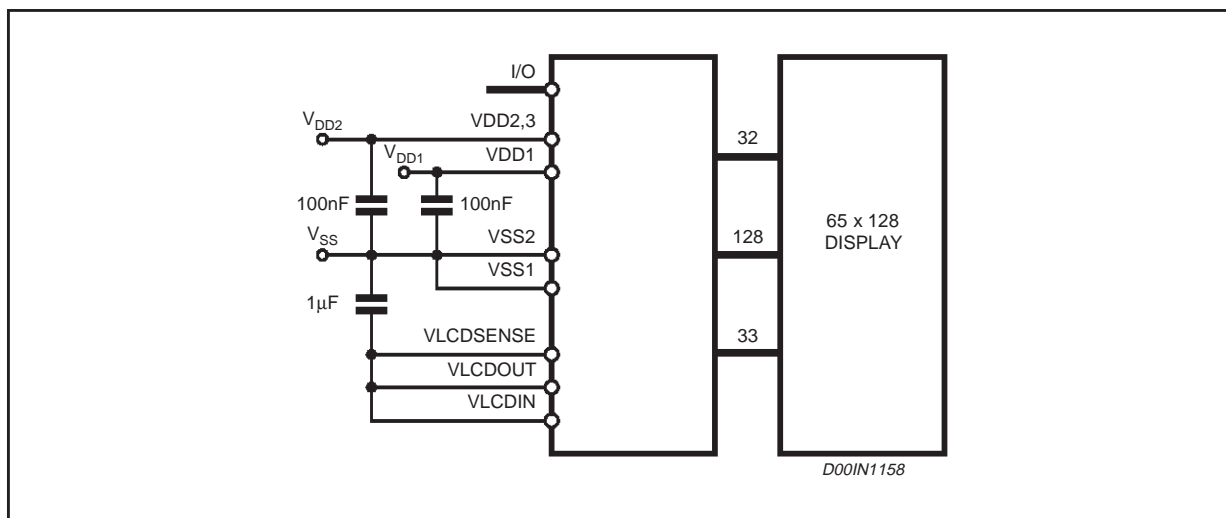 I/O
VDD2
VDD2,3
VDD1
VDD1
32
100nF
100nF
65 x 128
DISPLAY
VSS
VSS2
128
VSS1
1µF
VLCDSENSE
33
VLCDOUT
VLCDIN
D00IN1158